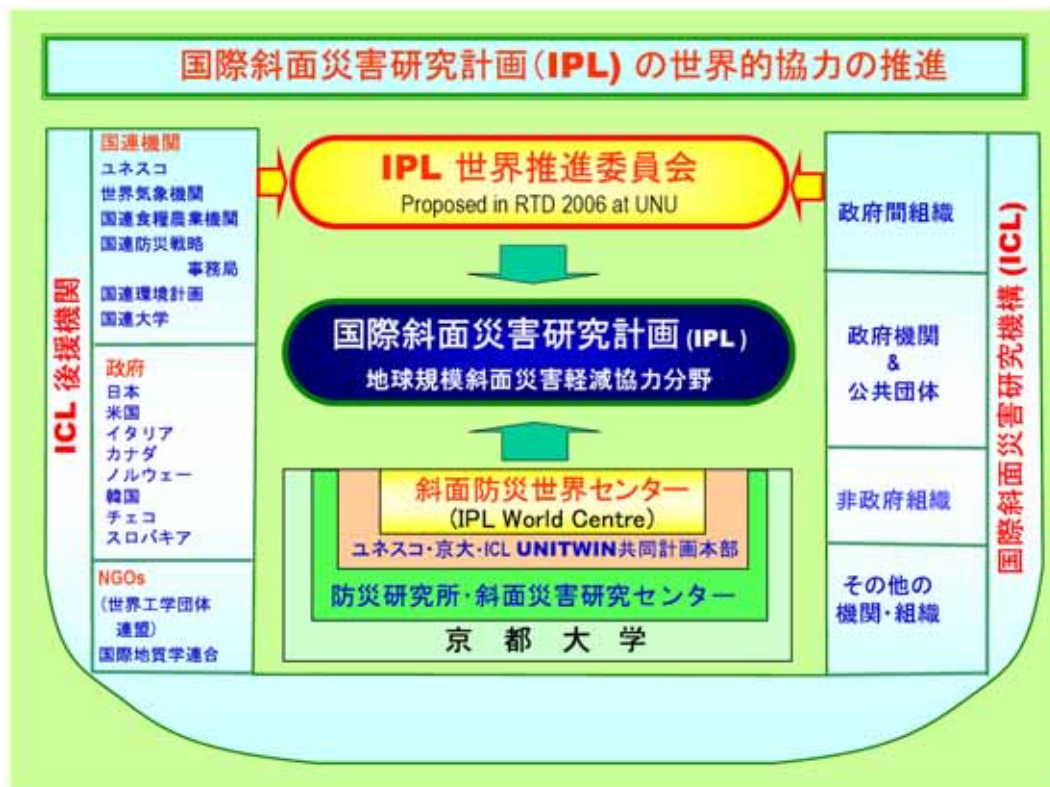 国際斜面災害研究計画(IPL) の世界的協力の推進
ICL 後援機関
国連機関
ユネスコ
世界気象機関
国連食糧農業機関
国連防災戦略
事務局
国連環境計画
国連大学
政府
日本
米国
イタリア
カナダ
ノルウェー
韓国
チェコ
スロバキア
NGOs
(世界工学団体
連盟)
国際地質学連合
IPL 世界推進委員会
Proposed in RTD 2006 at UNU
国際斜面災害研究計画 (IPL)
地球規模斜面災害軽減協力分野
斜面防災世界センター
(IPL World Centre)
ユネスコ・京大・ICL UNITWIN共同計画本部
防災研究所・斜面災害研究センター
京 都 大 学
政府間組織
政府機関
&
公共団体
非政府組織
その他の
機関・組織
国際斜面災害研究機構 (ICL)